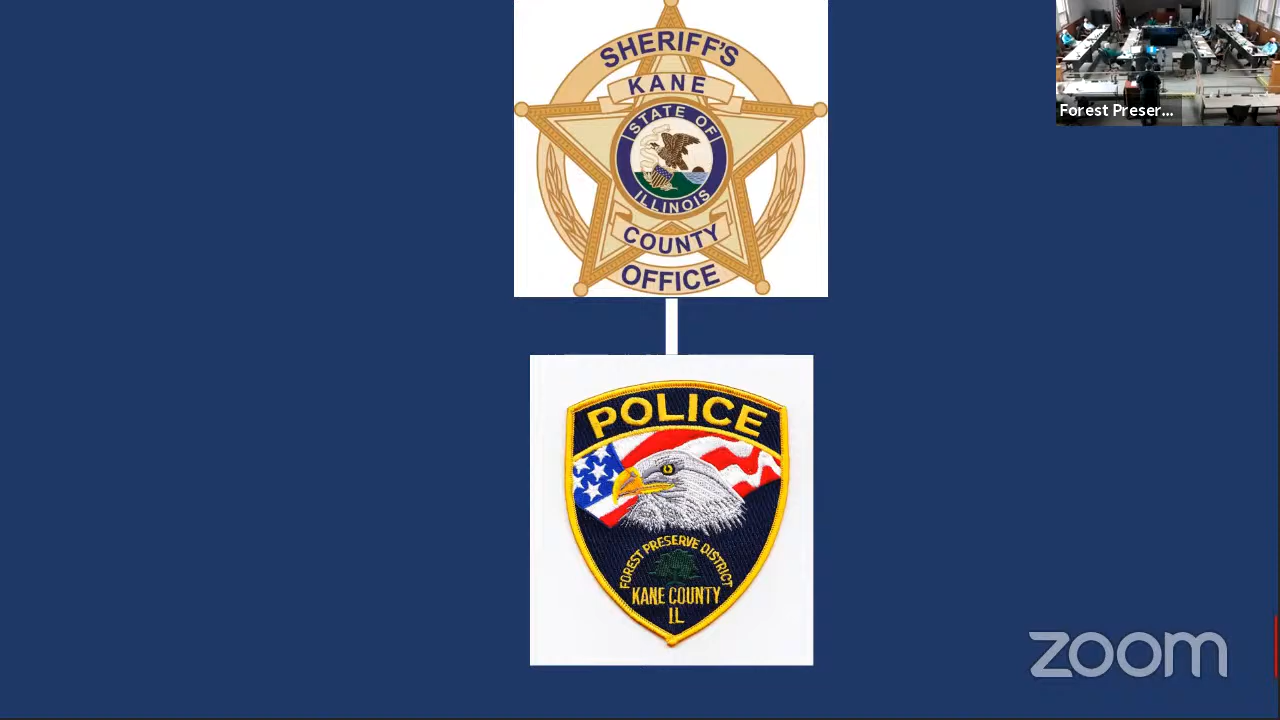 SHERIFF'S
KANE
STATE OF
ILLINOIS
COUNTY
OFFICE
Forest Preser...
POLICE
FOREST PRESERVE DISTRICT
KANE COUNTY
IL
zoom